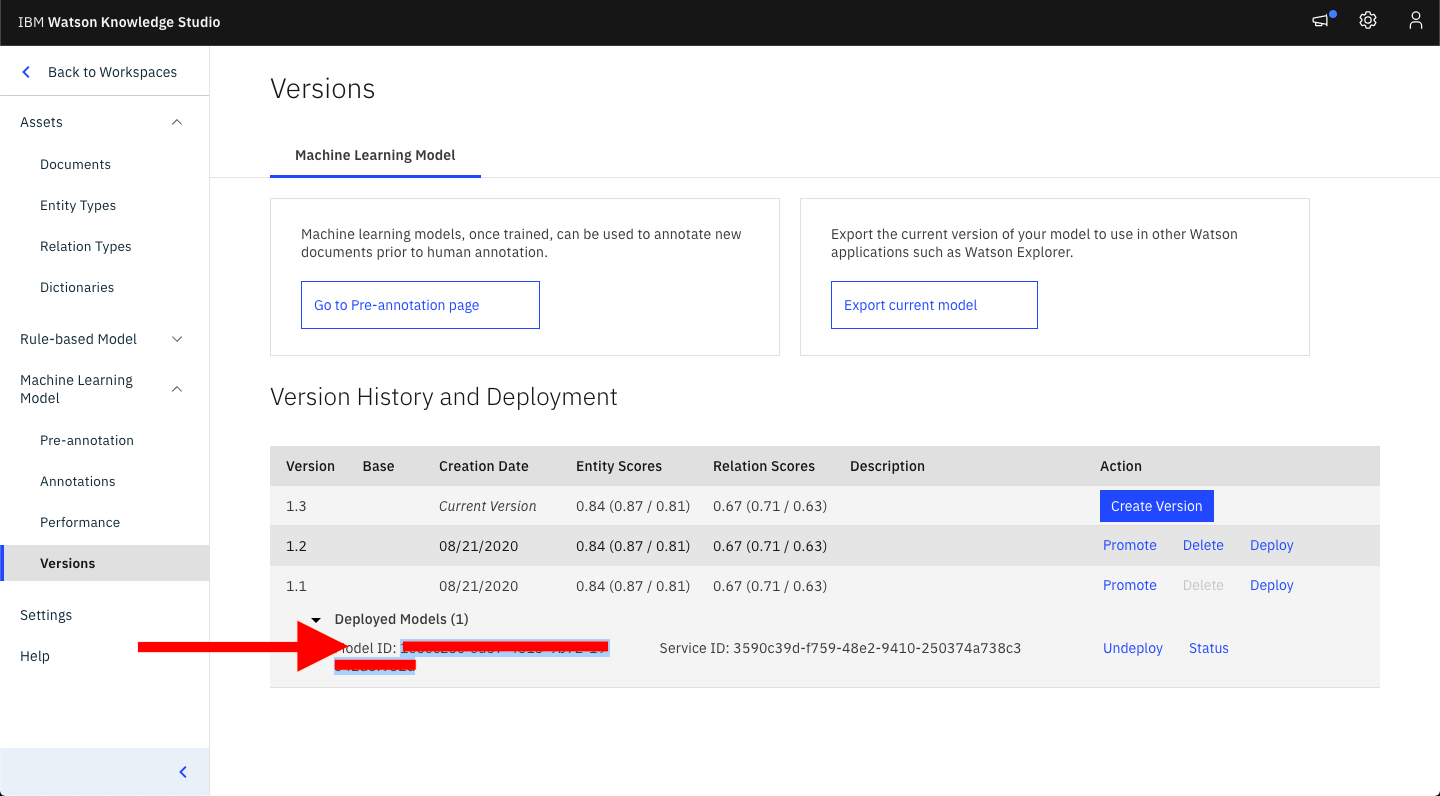 IBM Watson Knowledge Studio
Back to Workspaces
Assets
Documents
Entity Types
Relation Types
Dictionaries
Rule-based Model
Machine Learning
Model
Pre-annotation
Annotations
Performance
Versions
Settings
Help
Versions
Machine Learning Model
Machine learning models, once trained, can be used to annotate new
documents prior to human annotation.
Go to Pre-annotation page
Export the current version of your model to use in other Watson
applications such as Watson Explorer.
Export current model
Version History and Deployment
Version Base Creation Date Entity Scores Relation Scores Description Action
1.3 Current Version 0.84 (0.87 / 0.81) 0.67 (0.71 / 0.63) Create Version
1.2 08/21/2020 0.84 (0.87 / 0.81) 0.67 (0.71 / 0.63) Promote Delete Deploy
1.1 08/21/2020 0.84 (0.87 / 0.81) 0.67 (0.71 / 0.63) Promote Delete Deploy
Deployed Models (1)
Model ID: Service ID: 3590c39d-f759-48e2-9410-250374a738c3 Undeploy Status